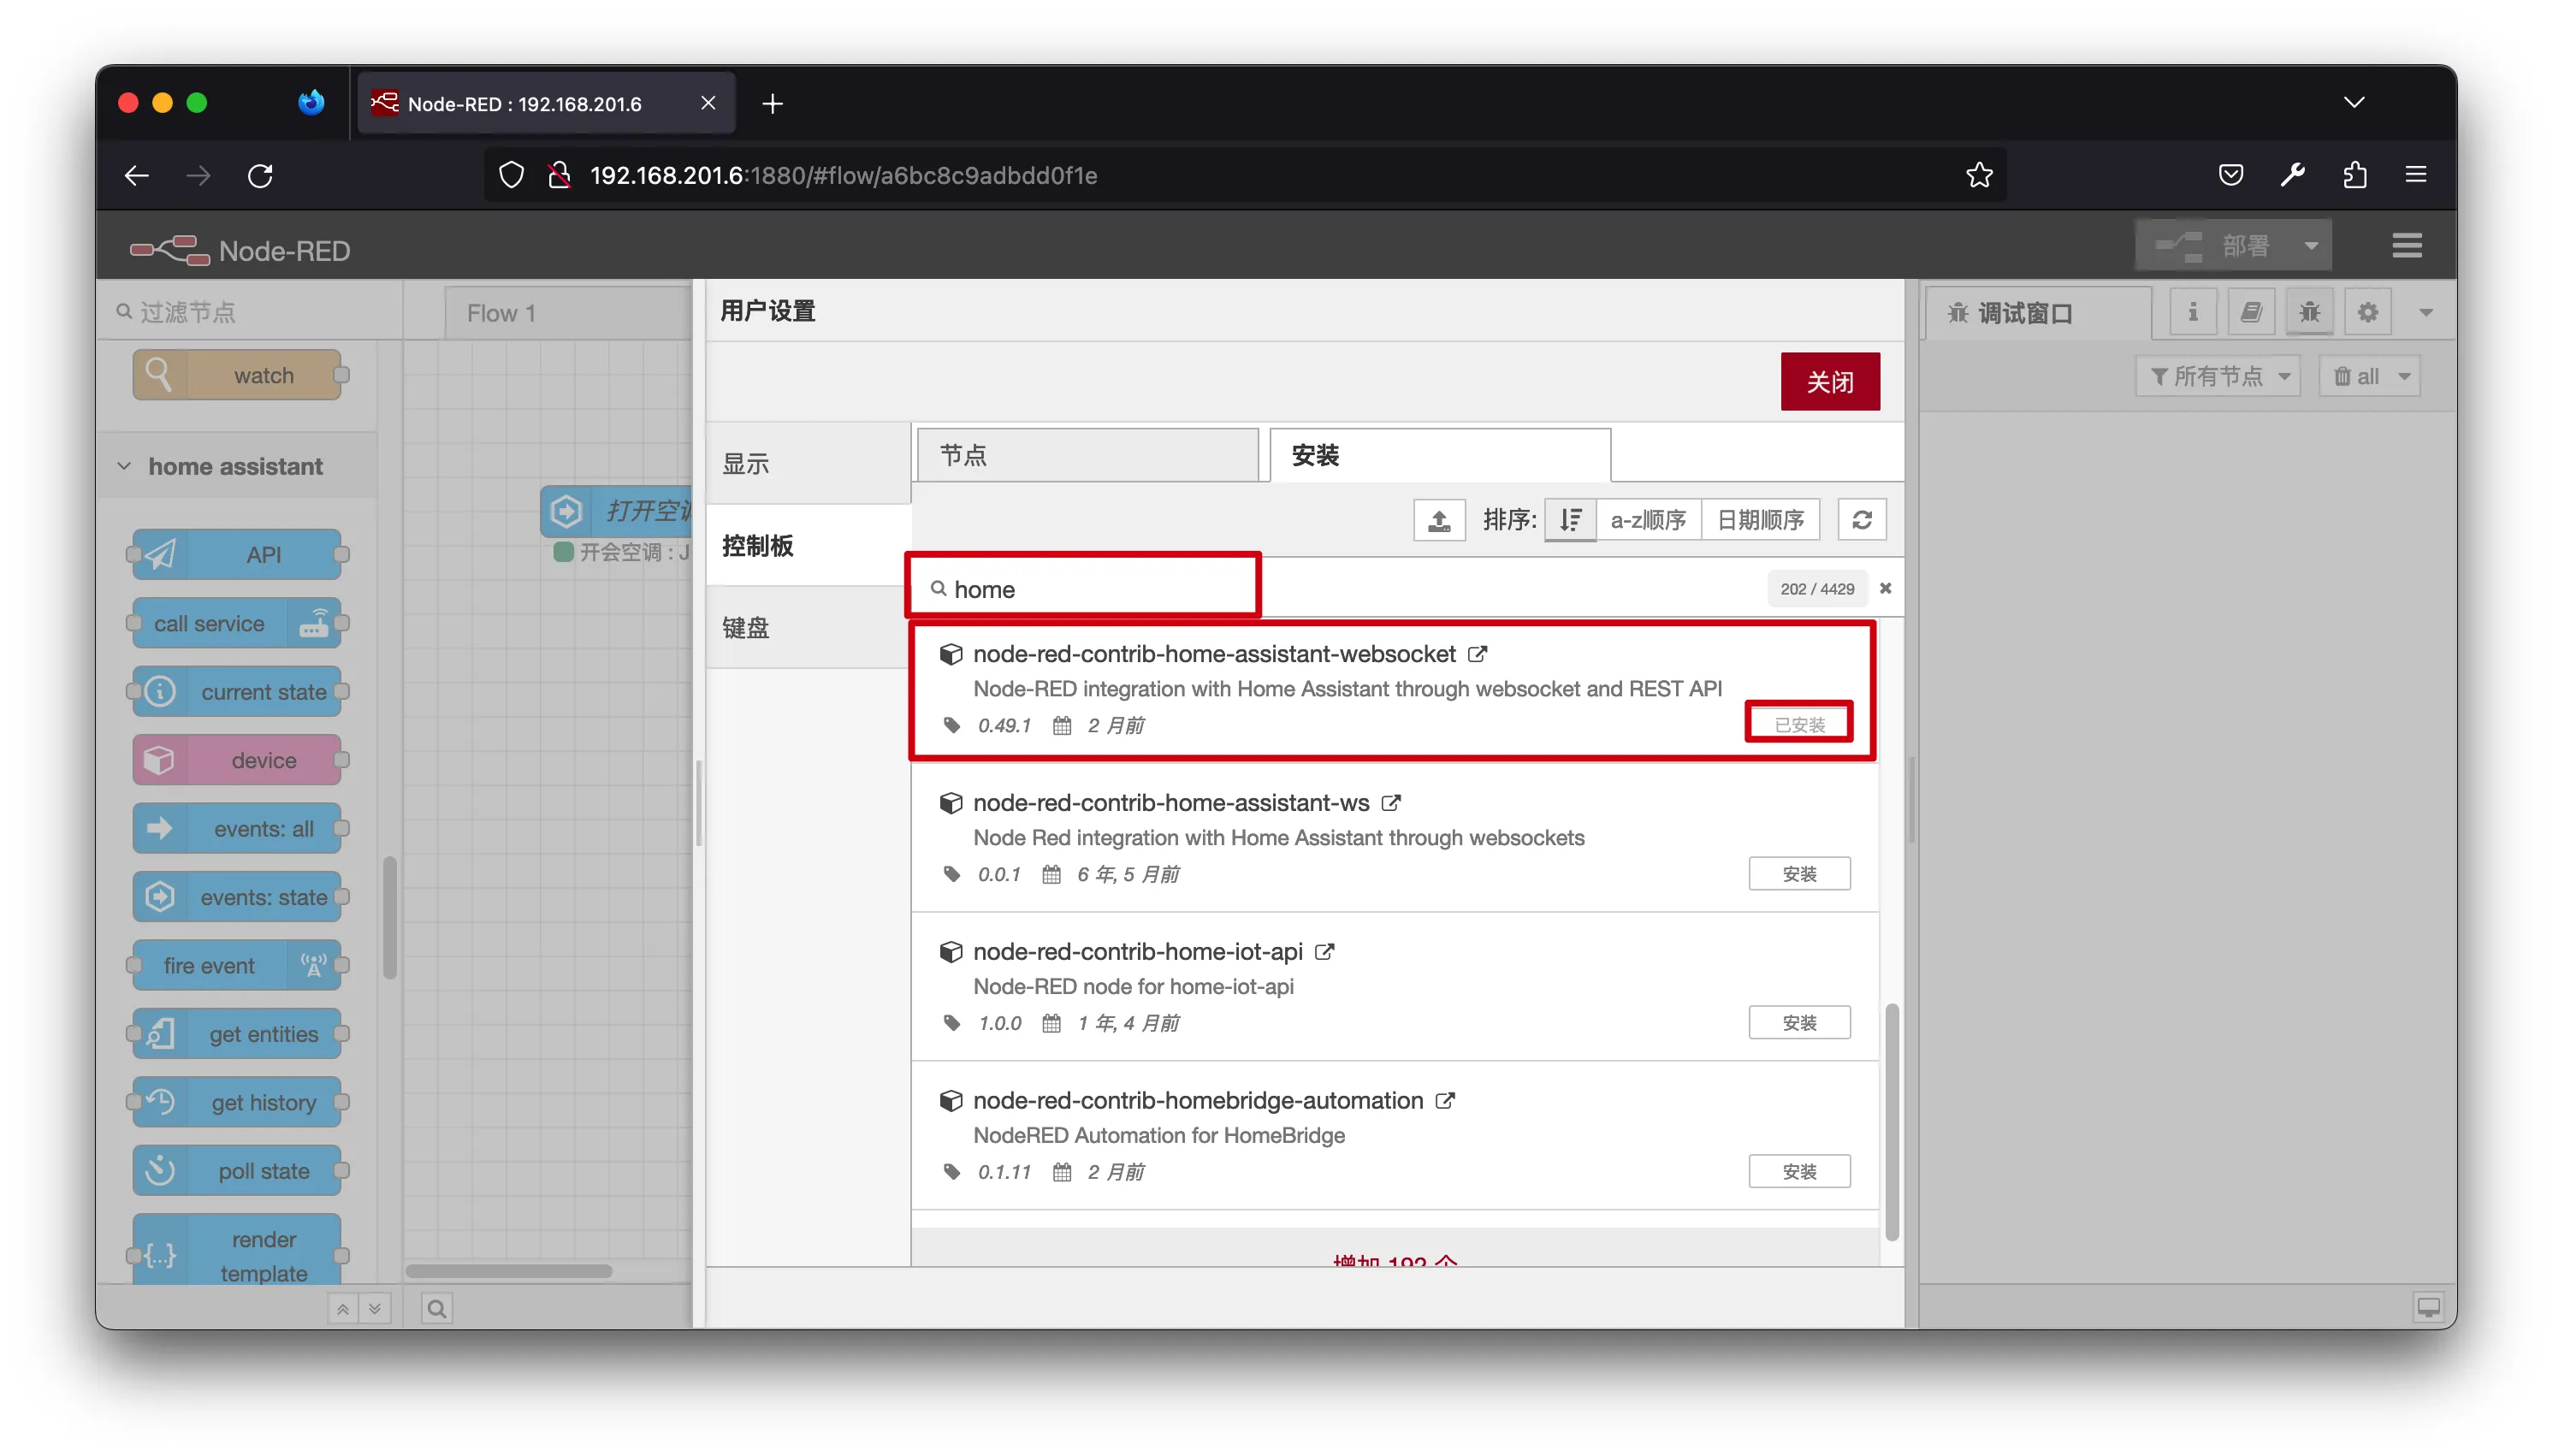 Node-RED : 192.168.201.6
192.168.201.6:1880/#flow/a6bc8c9adbdd0f1e
Node-RED
部署
过滤节点
watch
home assistant
API
call service
current state
device
events: all
events: state
fire event
get entities
get history
poll state
render
template
Flow 1
打开空
开会空调 : J
用户设置
关闭
显示
控制板
键盘
节点
安装
排序:
a-z顺序
日期顺序
home
202 / 4429
node-red-contrib-home-assistant-websocket
Node-RED integration with Home Assistant through websocket and REST API
0.49.1 2 月前
已安装
node-red-contrib-home-assistant-ws
Node Red integration with Home Assistant through websockets
0.0.1 6 年, 5 月前
安装
node-red-contrib-home-iot-api
Node-RED node for home-iot-api
1.0.0 1 年, 4 月前
安装
node-red-contrib-homebridge-automation
NodeRED Automation for HomeBridge
0.1.11 2 月前
安装
增加 192 个
调试窗口
所有节点
all